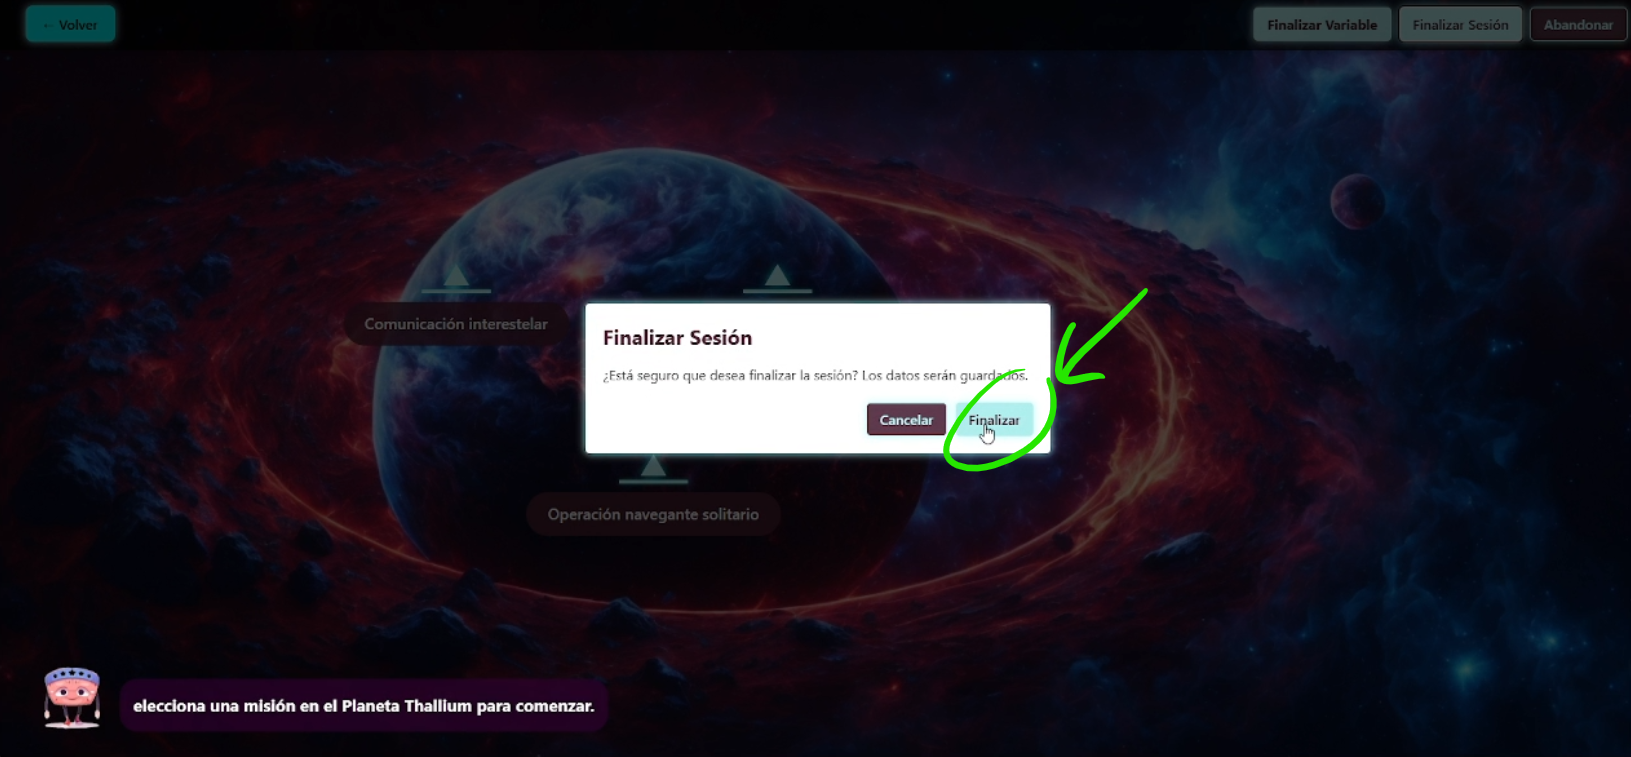 ← Volver
Finalizar Variable
Finalizar Sesión
Abandonar
Comunicación interestelar
Finalizar Sesión
¿Está seguro que desea finalizar la sesión? Los datos serán guardados.
Cancelar
Finalizar
Operación navegante solitario
elecciona una misión en el Planeta Thallium para comenzar.